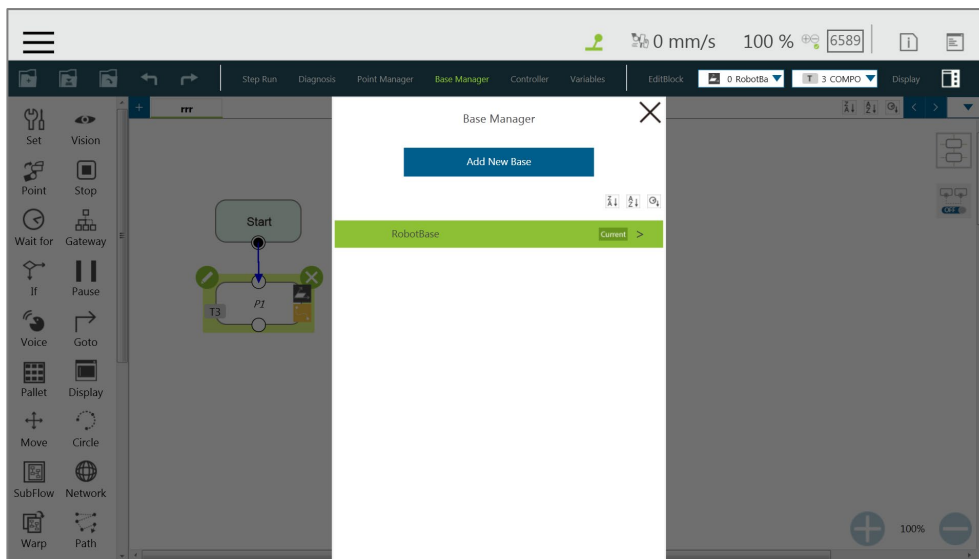 0 mm/s 100 % 6589
Step Run Diagnosis Point Manager Base Manager Controller Variables EditBlock 0 RobotBa T 3 COMPO Display
+ rrr
Base Manager
Add New Base
RobotBase Current >
Set Vision
Point Stop
Wait for Gateway
If Pause
Voice Goto
Pallet Display
Move Circle
SubFlow Network
Warp Path
Start
T3 P1
OFF
100%